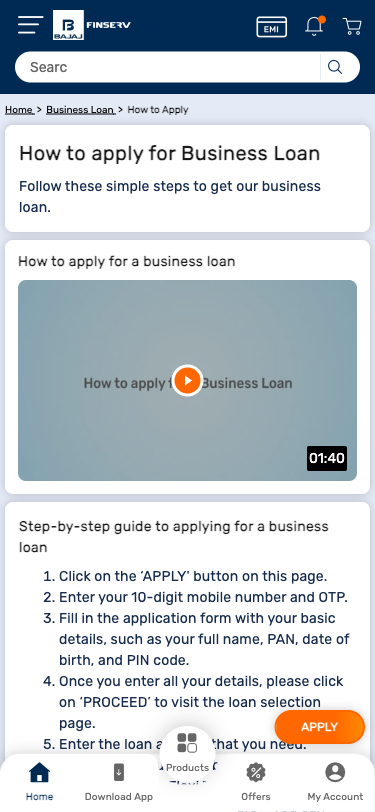 B
BAJAJ
FINSERV
EMI
Searc
Home > Business Loan > How to Apply
How to apply for Business Loan
Follow these simple steps to get our business
loan.
How to apply for a business loan
How to apply Business Loan
01:40
Step-by-step guide to applying for a business
loan
1. Click on the ‘APPLY’ button on this page.
2. Enter your 10-digit mobile number and OTP.
3. Fill in the application form with your basic
details, such as your full name, PAN, date of
birth, and PIN code.
4. Once you enter all your details, please click
on ‘PROCEED’ to visit the loan selection
page.
APPLY
5. Enter the loan that you need.
Products
Home
Download App
Offers
My Account